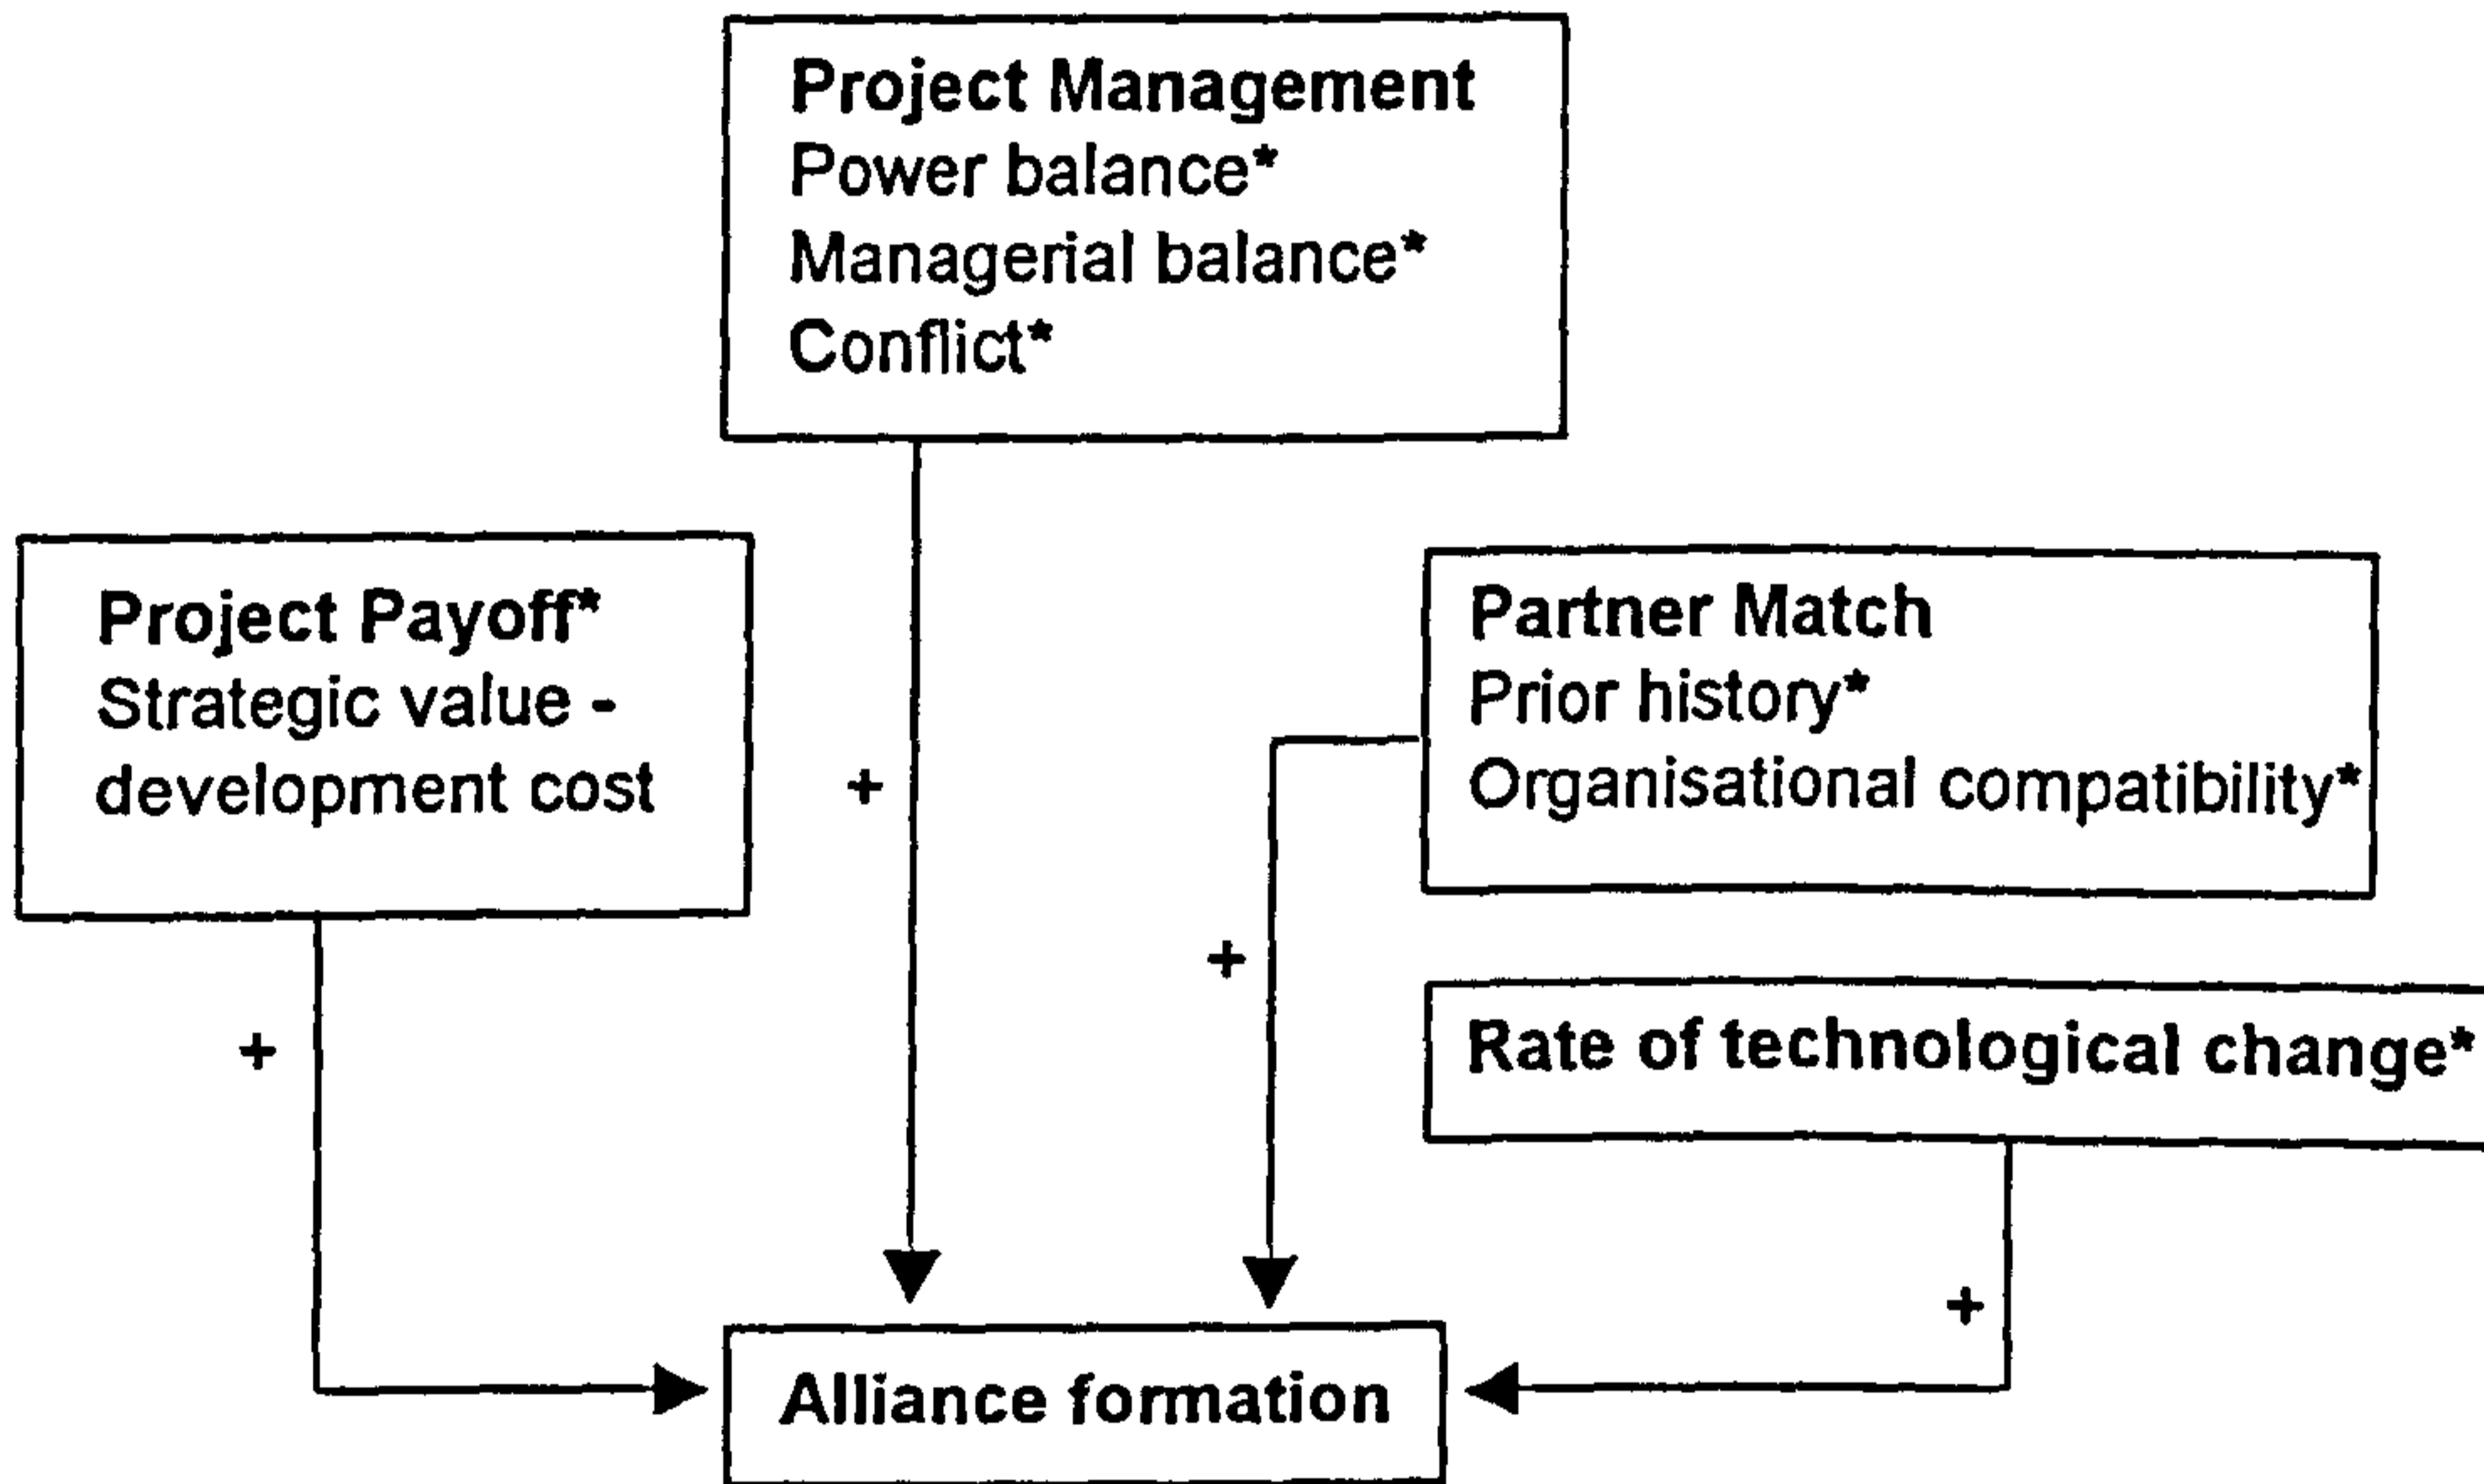 Project Management
Power balance*
Managerial balance*
Conflict*
Project Payoff*
Strategic value -
development cost
Partner Match
Prior history*
Organisational compatibility*
+
+
+
Rate of technological change*
+
Alliance formation